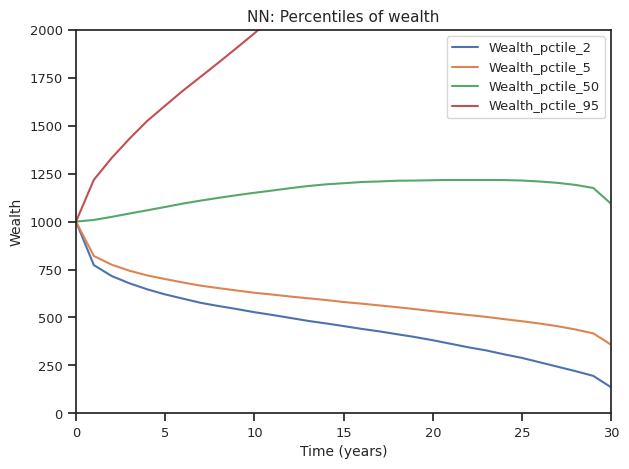 NN: Percentiles of wealth
2000
1750
1500
1250
1000
750
500
250
0
Wealth
Wealth_pctile_2
Wealth_pctile_5
Wealth_pctile_50
Wealth_pctile_95
0 5 10 15 20 25 30
Time (years)